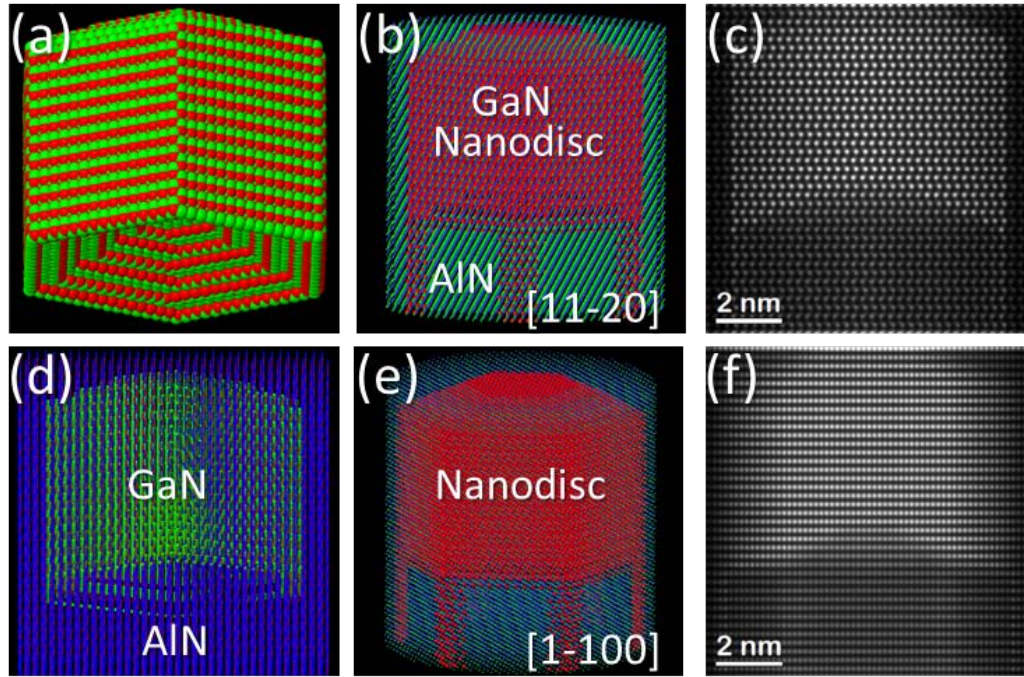 (a)
(b)
GaN
Nanodisc
AlN
[11-20]
(c)
2 nm
(d)
GaN
AlN
(e)
Nanodisc
[1-100]
(f)
2 nm